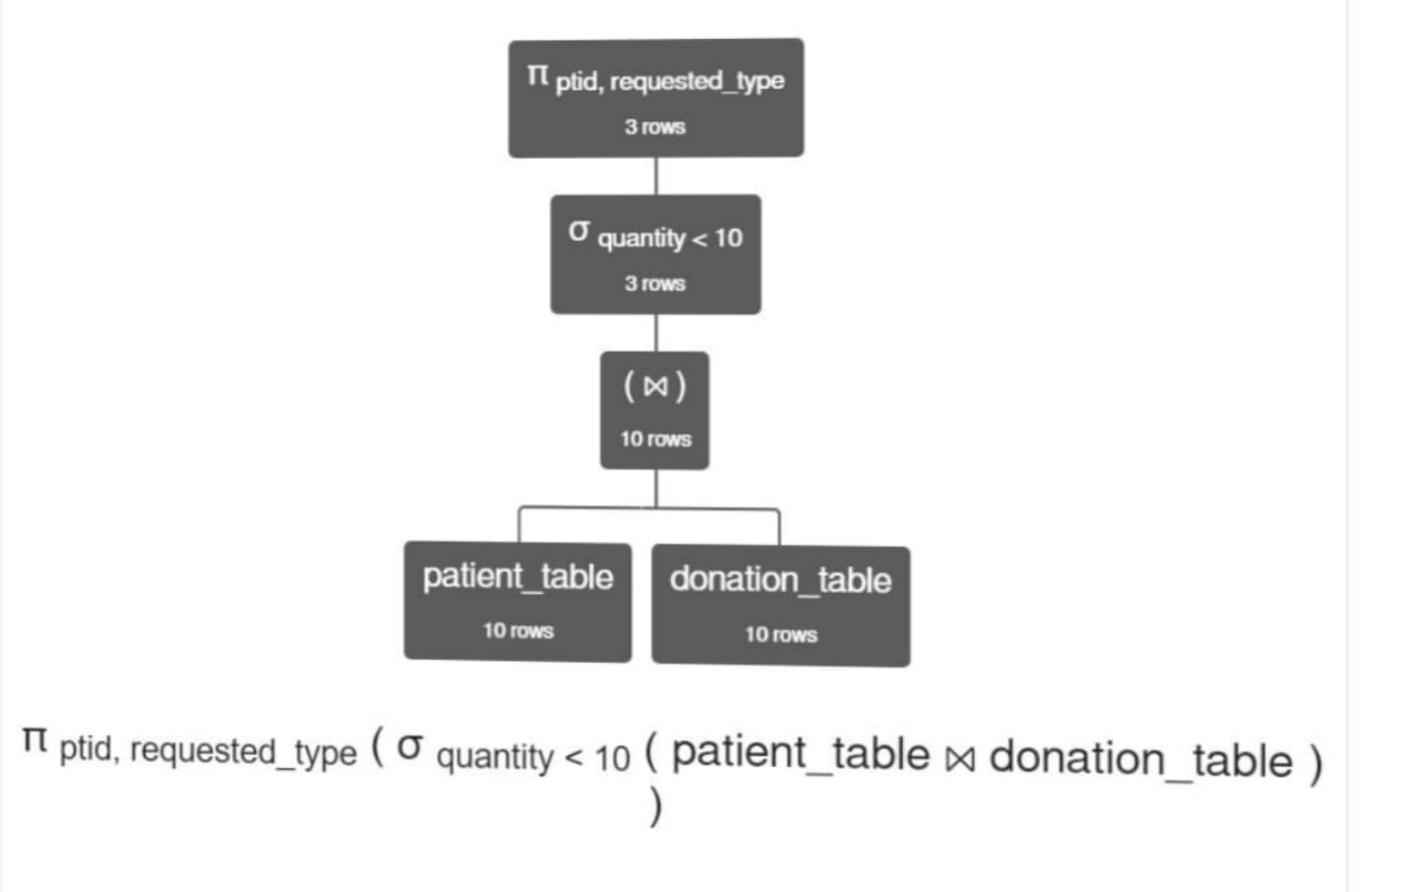 π ptid, requested_type
3 rows
σ quantity < 10
3 rows
( ⋈ )
10 rows
patient_table
10 rows
donation_table
10 rows
π ptid, requested_type ( σ quantity < 10 ( patient_table ⋈ donation_table )
)